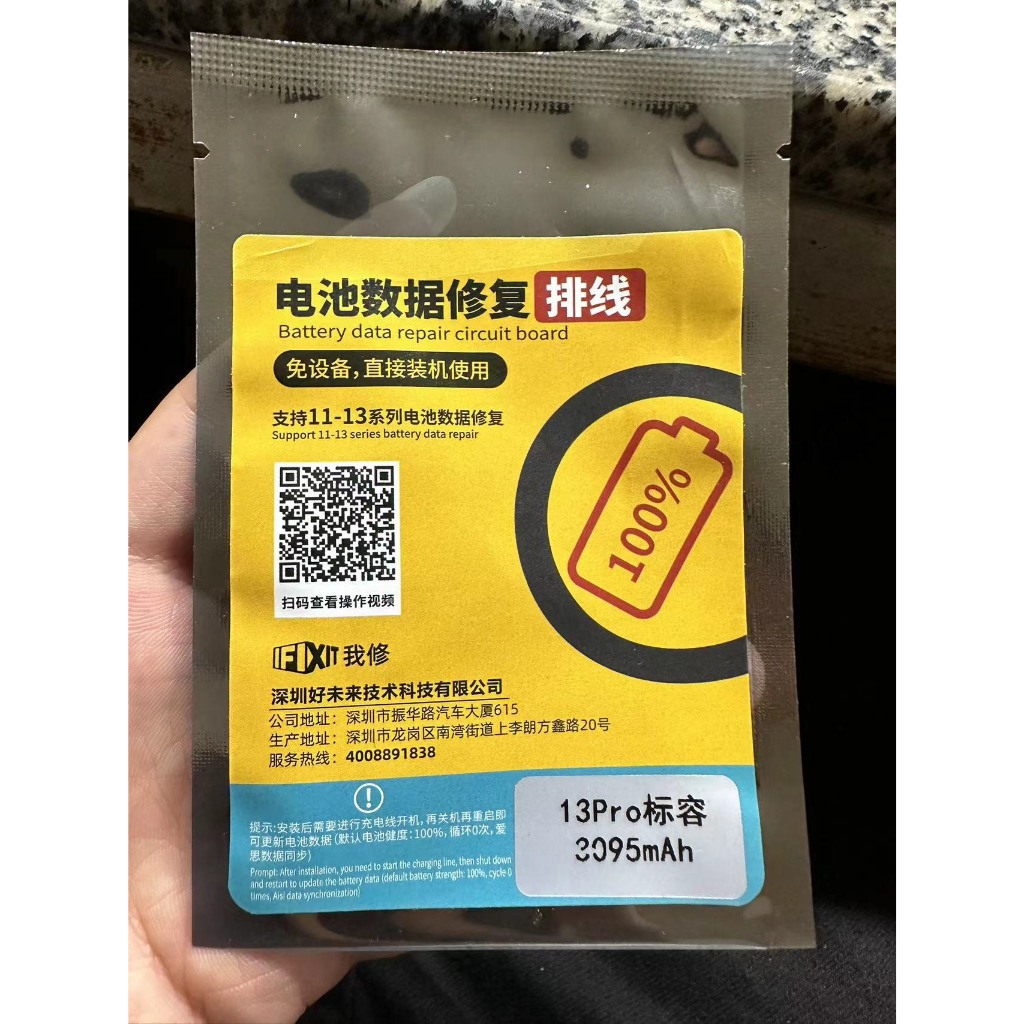 电池数据修复 排线
Battery data repair circuit board
免设备，直接装机使用
支持11-13系列电池数据修复
Support 11-13 series battery data repair
100%
扫码查看操作视频
IFIXIT 我修
深圳好未来技术科技有限公司
公司地址：深圳市振华路汽车大厦615
生产地址：深圳市龙岗区南湾街道上李朗方鑫路20号
服务热线：4008891838
提示:安装后需要进行充电线开机，再关机再重启即
可更新电池数据(默认电池健度:100%，循环0次，爱
思数据同步)
Prompt: After installation, you need to start the charging line, then shut down
and restart to update the battery data (default battery strength: 100%, cycle 0
times, Aisi data synchronization)
13Pro标容
3095mAh